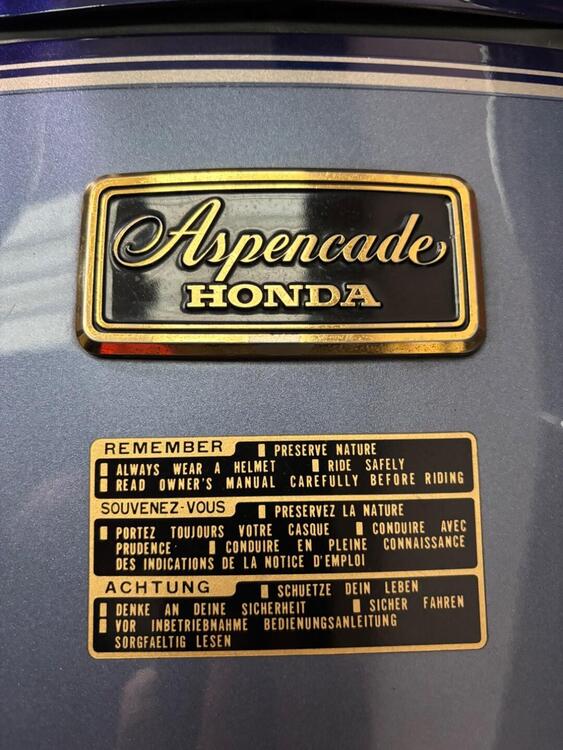 Aspencade
HONDA
REMEMBER PRESERVE NATURE
ALWAYS WEAR A HELMET RIDE SAFELY
READ OWNER'S MANUAL CAREFULLY BEFORE RIDING
SOUVENEZ-VOUS PRESERVEZ LA NATURE
PORTEZ TOUJOURS VOTRE CASQUE CONDUIRE AVEC
PRUDENCE CONDUIRE EN PLEINE CONNAISSANCE
DES INDICATIONS DE LA NOTICE D'EMPLOI
ACHTUNG SCHUETZE DEIN LEBEN
DENKE AN DEINE SICHERHEIT SICHER FAHREN
VOR INBETRIEBNAHME BEDIENUNGSANLEITUNG
SORGFAELTIG LESEN